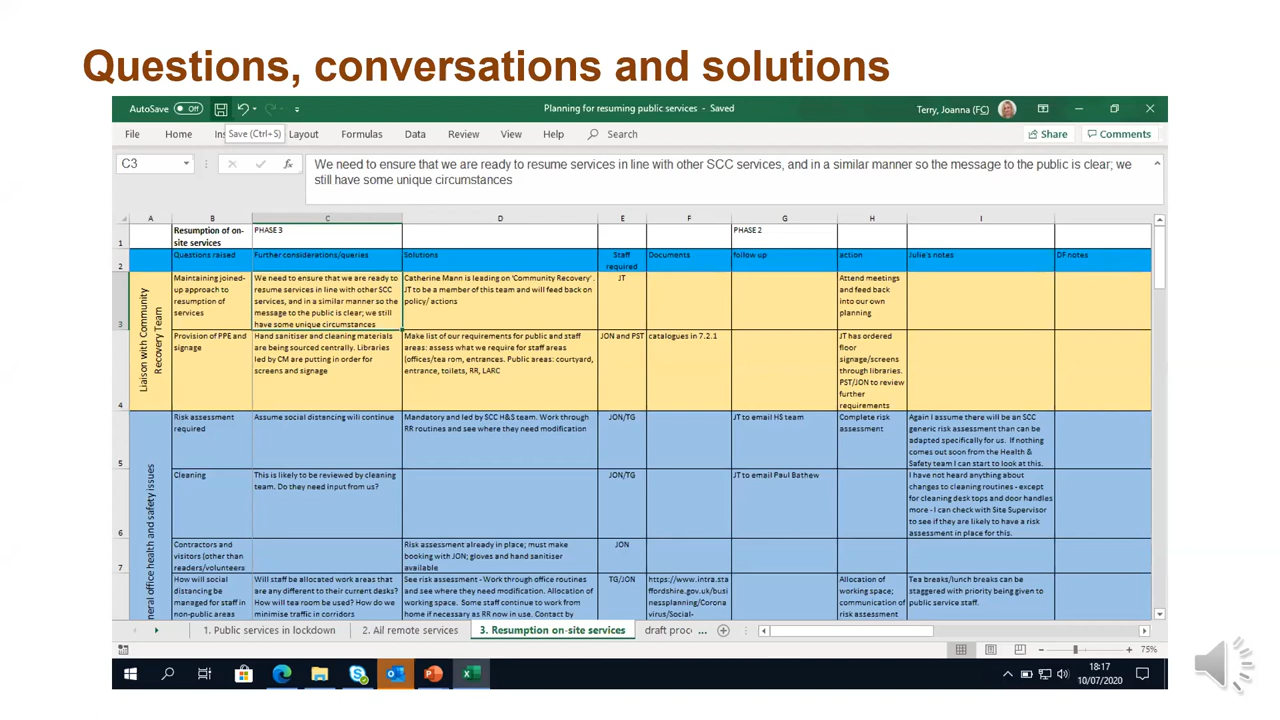 Questions, conversations and solutions
AutoSave Off
Planning for resuming public services - Saved
Terry, Joanna (FC)
File Home Ins Save (Ctrl+S) Layout Formulas Data Review View Help Search Share Comments
C3
fx
We need to ensure that we are ready to resume services in line with other SCC services, and in a similar manner so the message to the public is clear; we
still have some unique circumstances
A B C D E F G H I
1
Resumption of on-
site services
PHASE 3
PHASE 2
2
Questions raised
Further considerations/queries
Solutions
Staff
required
Documents
follow up
action
Julie's notes
DF notes
Liaison with Community
Recovery Team
3
Maintaining joined-
up approach to
resumption of
services
We need to ensure that we are ready to
resume services in line with other SCC
services, and in a similar manner so the
message to the public is clear; we still
have some unique circumstances
Catherine Mann is leading on 'Community Recovery'.
JT to be a member of this team and will feed back on
policy/ actions
JT
Attend meetings
and feed back
into our own
planning
4
Provision of PPE and
signage
Hand sanitiser and cleaning materials
are being sourced centrally. Libraries
led by CM are putting in order for
screens and signage
Make list of our requirements for public and staff
areas: assess what we require for staff areas
(offices/tea rom, entrances. Public areas: courtyard,
entrance, toilets, RR, LARC
JON and PST
catalogues in 7.2.1
JT has ordered
floor
signage/screens
through libraries.
PST/JON to review
further
requirements
neral office health and safety issues
5
Risk assessment
required
Assume social distancing will continue
Mandatory and led by SCC H&S team. Work through
RR routines and see where they need modification
JON/TG
JT to email HS team
Complete risk
assessment
Again I assume there will be an SCC
generic risk assessment than can be
adapted specifically for us. If nothing
comes out soon from the Health &
Safety team I can start to look at this.
6
Cleaning
This is likely to be reviewed by cleaning
team. Do they need input from us?
JON/TG
JT to email Paul Bathew
I have not heard anything about
changes to cleaning routines - except
for cleaning desk tops and door handles
more - I can check with Site Supervisor
to see if they are likely to have a risk
assessment in place for this.
7
Contractors and
visitors (other than
readers/volunteers
Risk assessment already in place; must make
booking with JON; gloves and hand sanitiser
available
JON
How will social
distancing be
managed for staff in
non-public areas
Will staff be allocated work areas that
are any different to their current desks?
How will tea room be used? How do we
minimise traffic in corridors
See risk assessment - Work through office routines
and see where they need modification. Allocation of
working space. Some staff continue to work from
home if necessary as RR now in use. Contact by
TG/JON
https://www.intra.sta
ffordshire.gov.uk/busi
nessplanning/Corona
virus/Social-
Allocation of
working space;
communication of
risk assessment
Tea breaks/lunch breaks can be
staggered with priority being given to
public service staff.
1. Public services in lockdown 2. All remote services 3. Resumption on-site services draft proc ...
75%
18:17
10/07/2020